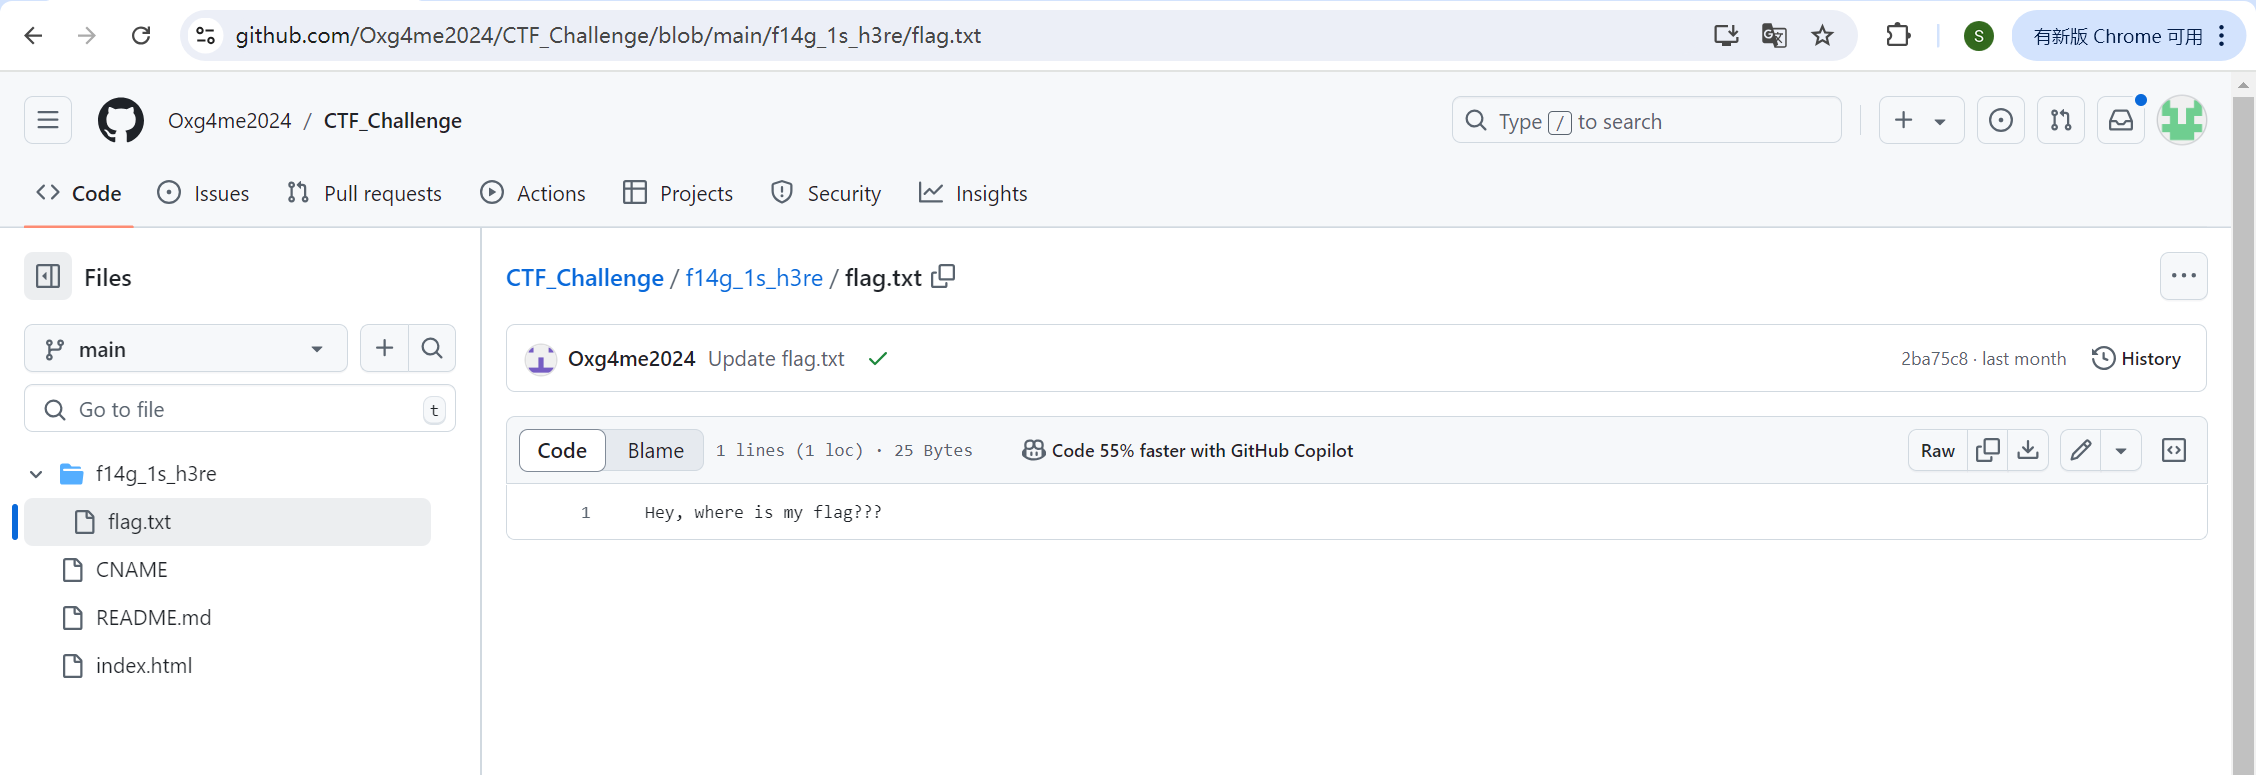 github.com/Oxg4me2024/CTF_Challenge/blob/main/f14g_1s_h3re/flag.txt
S
有新版 Chrome 可用
Oxg4me2024 / CTF_Challenge
Type / to search
Code
Issues
Pull requests
Actions
Projects
Security
Insights
Files
main
Go to file
t
f14g_1s_h3re
flag.txt
CNAME
README.md
index.html
CTF_Challenge / f14g_1s_h3re / flag.txt
Oxg4me2024 Update flag.txt
2ba75c8 · last month
History
Code
Blame
1 lines (1 loc) · 25 Bytes
Code 55% faster with GitHub Copilot
Raw
1 Hey, where is my flag???